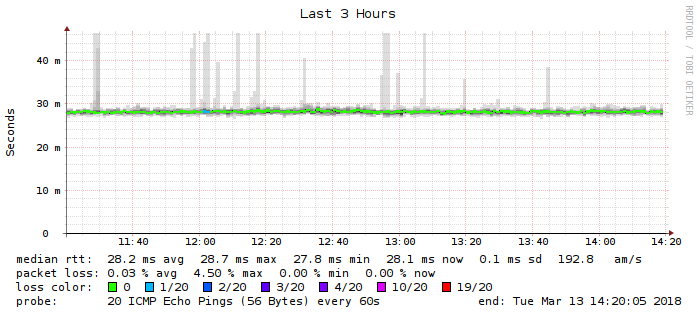 Last 3 Hours
RRDTOOL / TOBI OETIKER
Seconds
40 m
30 m
20 m
10 m
0
11:40 12:00 12:20 12:40 13:00 13:20 13:40 14:00 14:20
median rtt: 28.2 ms avg 28.7 ms max 27.8 ms min 28.1 ms now 0.1 ms sd 192.8 am/s
packet loss: 0.03 % avg 4.50 % max 0.00 % min 0.00 % now
loss color: 0 1/20 2/20 3/20 4/20 10/20 19/20
probe: 20 ICMP Echo Pings (56 Bytes) every 60s end: Tue Mar 13 14:20:05 2018